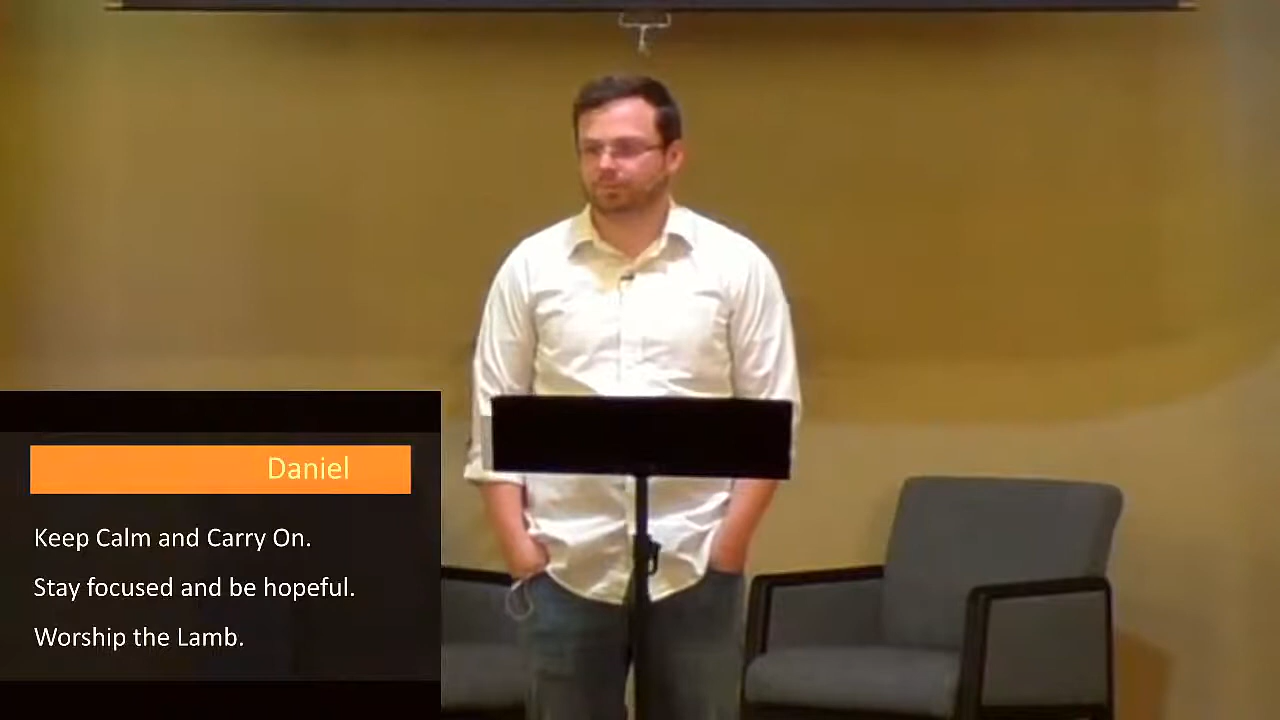 Daniel
Keep Calm and Carry On.
Stay focused and be hopeful.
Worship the Lamb.